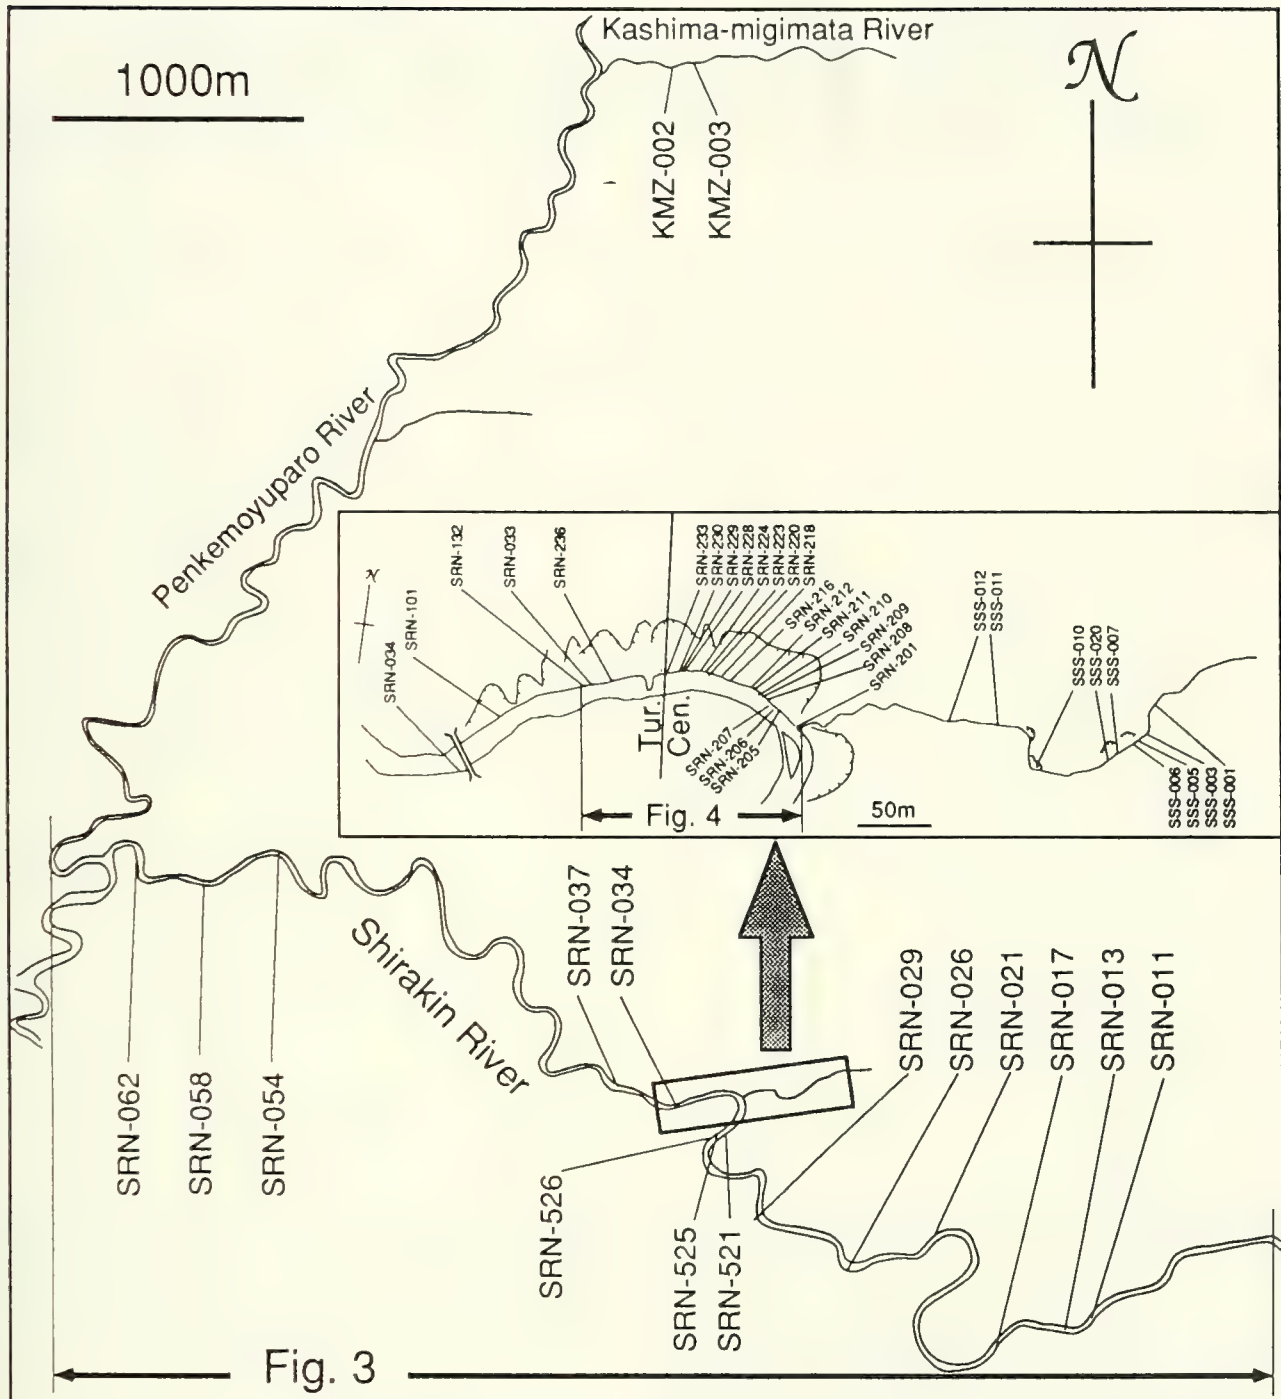 Kashima-migimata River
1000m
N
KMZ-002
KMZ-003
Penkemoyuparo River
N
SRN-034
SRN-101
SRN-132
SRN-033
SRN-236
SRN-233
SRN-230
SRN-229
SRN-228
SRN-224
SRN-223
SRN-220
SRN-218
SRN-216
SRN-212
SRN-211
SRN-210
SRN-209
SRN-208
SRN-201
SRN-207
SRN-206
SRN-205
Tur.
Cen.
SSS-012
SSS-011
SSS-010
SSS-020
SSS-007
SSS-006
SSS-005
SSS-003
SSS-001
Fig. 4
50m
SRN-062
SRN-058
SRN-054
Shirakin River
SRN-037
SRN-034
SRN-526
SRN-525
SRN-521
SRN-029
SRN-026
SRN-021
SRN-017
SRN-013
SRN-011
Fig. 3